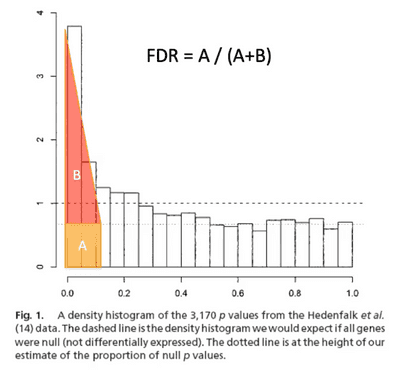 FDR = A / (A+B)
4
3
2
1
0
B
A
0.0 0.2 0.4 0.6 0.8 1.0
Fig. 1. A density histogram of the 3,170 p values from the Hedenfalk et al.
(14) data. The dashed line is the density histogram we would expect if all genes
were null (not differentially expressed). The dotted line is at the height of our
estimate of the proportion of null p values.